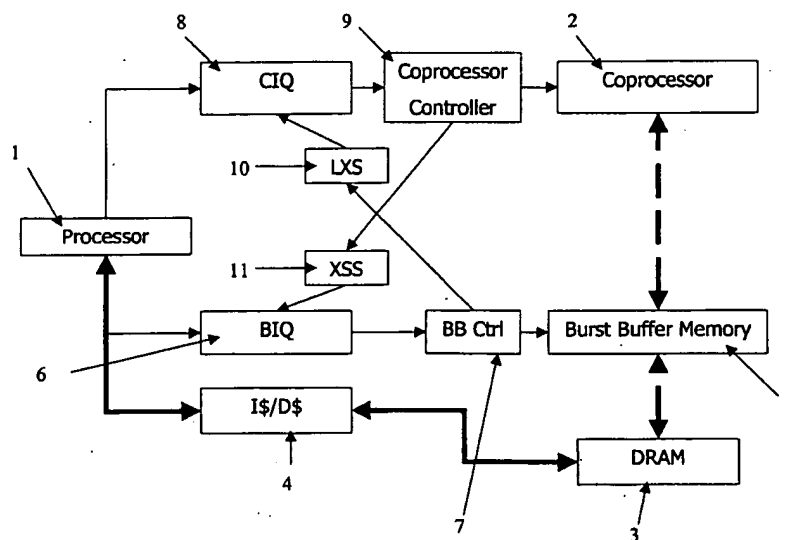 8
9
2
CIQ
Coprocessor
Controller
Coprocessor
10
LXS
1
Processor
11
XSS
BIQ
BB Ctrl
Burst Buffer Memory
6
I$/D$
DRAM
4
7
3